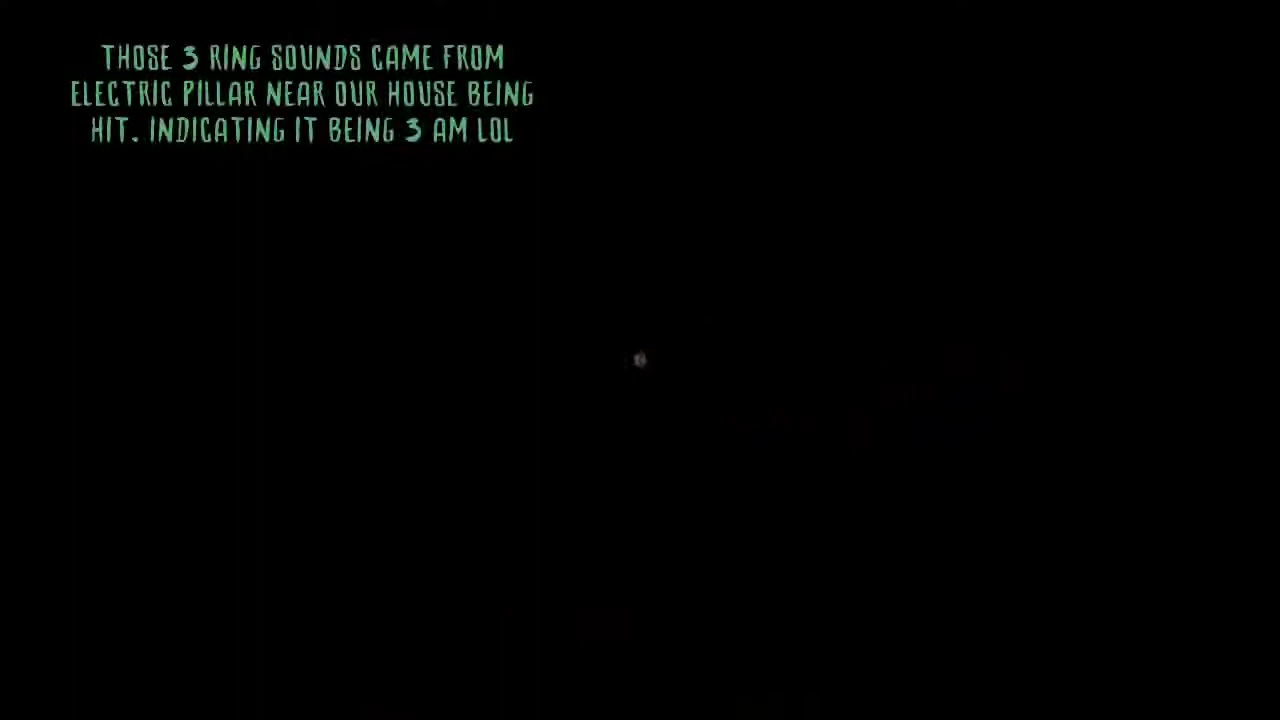 THOSE 3 RING SOUNDS CAME FROM
ELECTRIC PILLAR NEAR OUR HOUSE BEING
HIT. INDICATING IT BEING 3 AM LOL